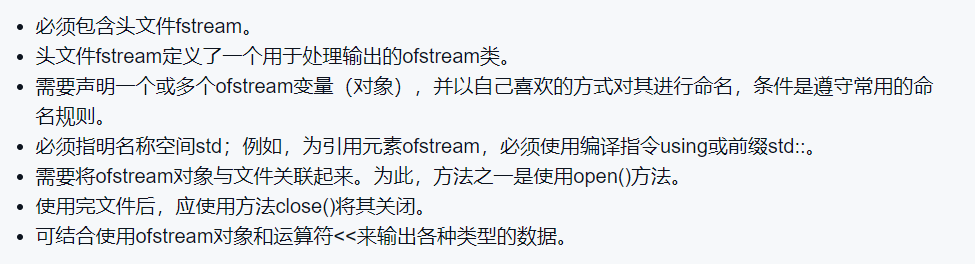 • 必须包含头文件fstream。
• 头文件fstream定义了一个用于处理输出的ofstream类。
• 需要声明一个或多个ofstream变量（对象），并以自己喜欢的方式对其进行命名，条件是遵守常用的命
名规则。
• 必须指明名称空间std；例如，为引用元素ofstream，必须使用编译指令using或前缀std::。
• 需要将ofstream对象与文件关联起来。为此，方法之一是使用open()方法。
• 使用完文件后，应使用方法close()将其关闭。
• 可结合使用ofstream对象和运算符<<来输出各种类型的数据。